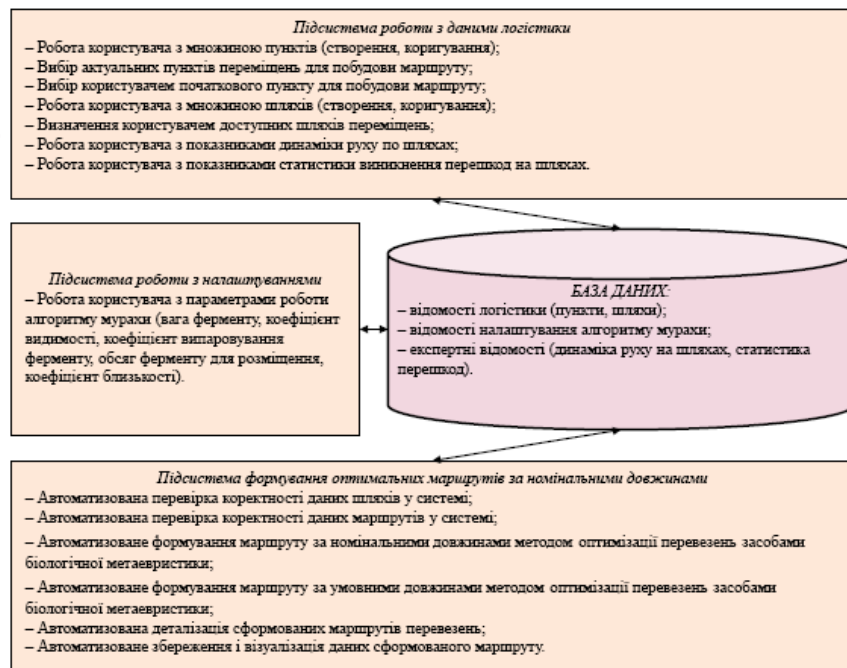 Підсистема роботи з даними логістики
– Робота користувача з множиною пунктів (створення, коригування);
– Вибір актуальних пунктів переміщень для побудови маршруту;
– Вибір користувачем початкового пункту для побудови маршруту;
– Робота користувача з множиною шляхів (створення, коригування);
– Визначення користувачем доступних шляхів переміщень;
– Робота користувача з показниками динаміки руху по шляхах;
– Робота користувача з показниками статистики виникнення перешкод на шляхах.
Підсистема роботи з налаштуваннями
– Робота користувача з параметрами роботи
алгоритму мурахи (вага ферменту, коефіцієнт
видимості, коефіцієнт випаровування
ферменту, обсяг ферменту для розміщення,
коефіцієнт близькості).
БАЗА ДАНИХ:
– відомості логістики (пункти, шляхи);
– відомості налаштування алгоритму мурахи;
– експертні відомості (динаміка руху на шляхах, статистика
перешкод).
Підсистема формування оптимальних маршрутів за номінальними довжинами
– Автоматизована перевірка коректності даних шляхів у системі;
– Автоматизована перевірка коректності даних маршрутів у системі;
– Автоматизоване формування маршруту за номінальними довжинами методом оптимізації перевезень засобами
біологічної метаевристики;
– Автоматизоване формування маршруту за умовними довжинами методом оптимізації перевезень засобами
біологічної метаевристики;
– Автоматизована деталізація сформованих маршрутів перевезень;
– Автоматизоване збереження і візуалізація даних сформованого маршруту.